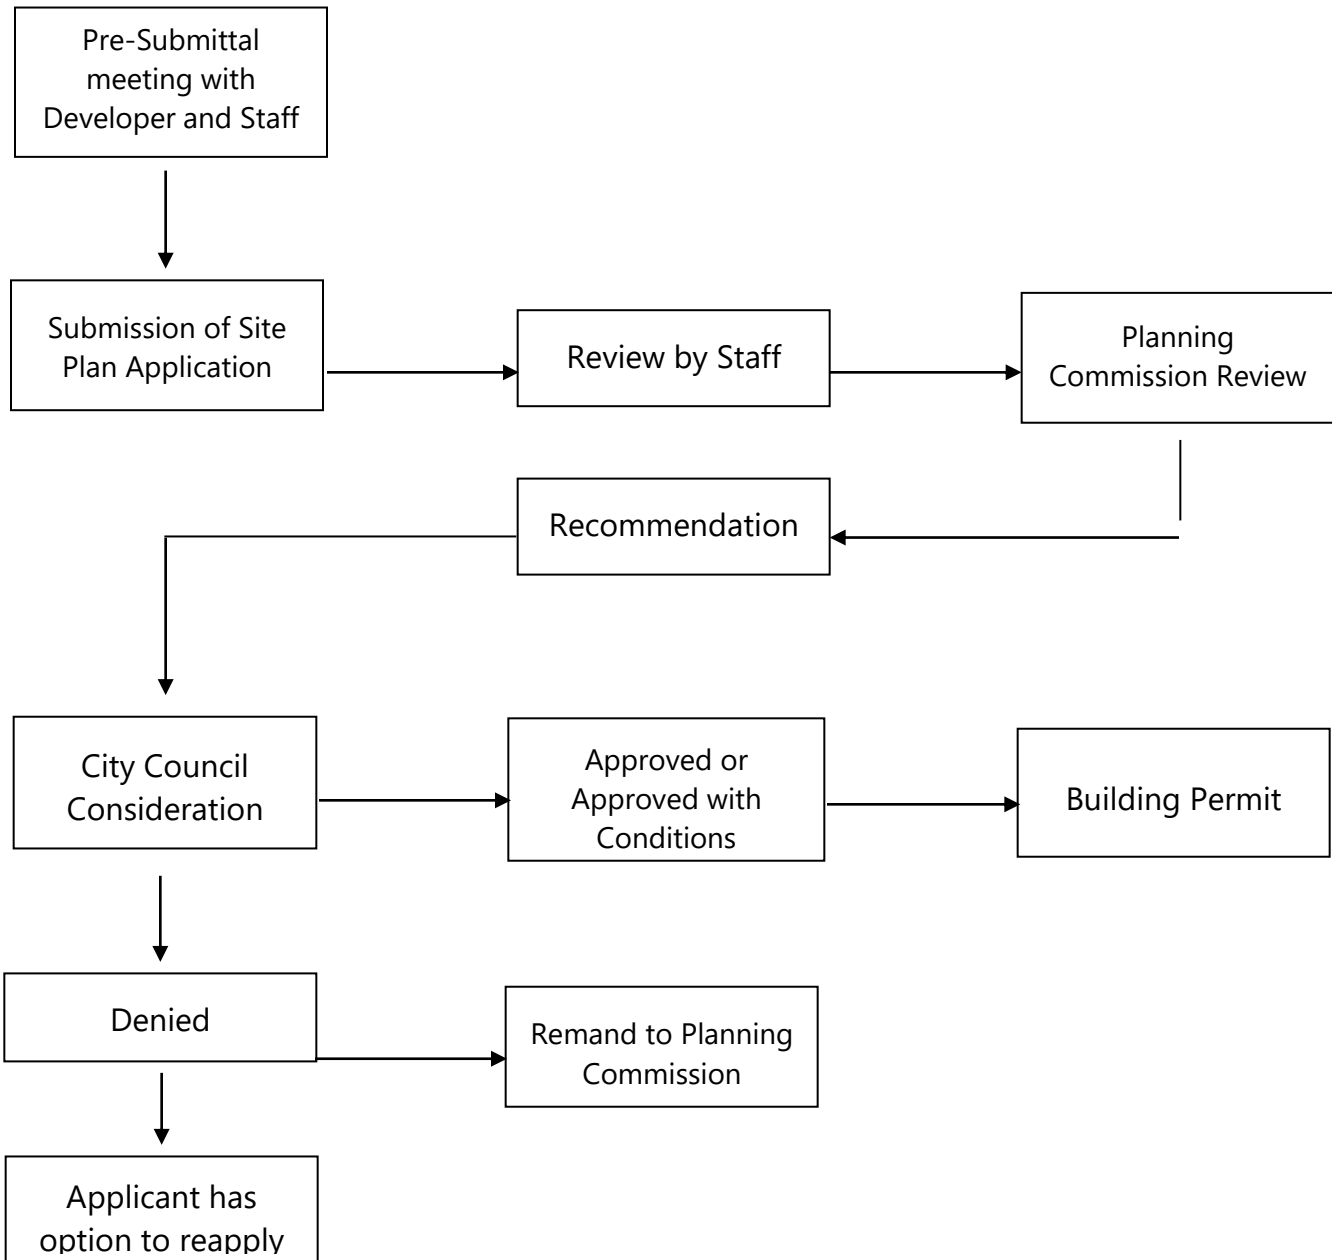 Pre-Submittal
meeting with
Developer and Staff
Submission of Site
Plan Application
Review by Staff
Planning
Commission Review
Recommendation
City Council
Consideration
Approved or
Approved with
Conditions
Building Permit
Denied
Remand to Planning
Commission
Applicant has
option to reapply